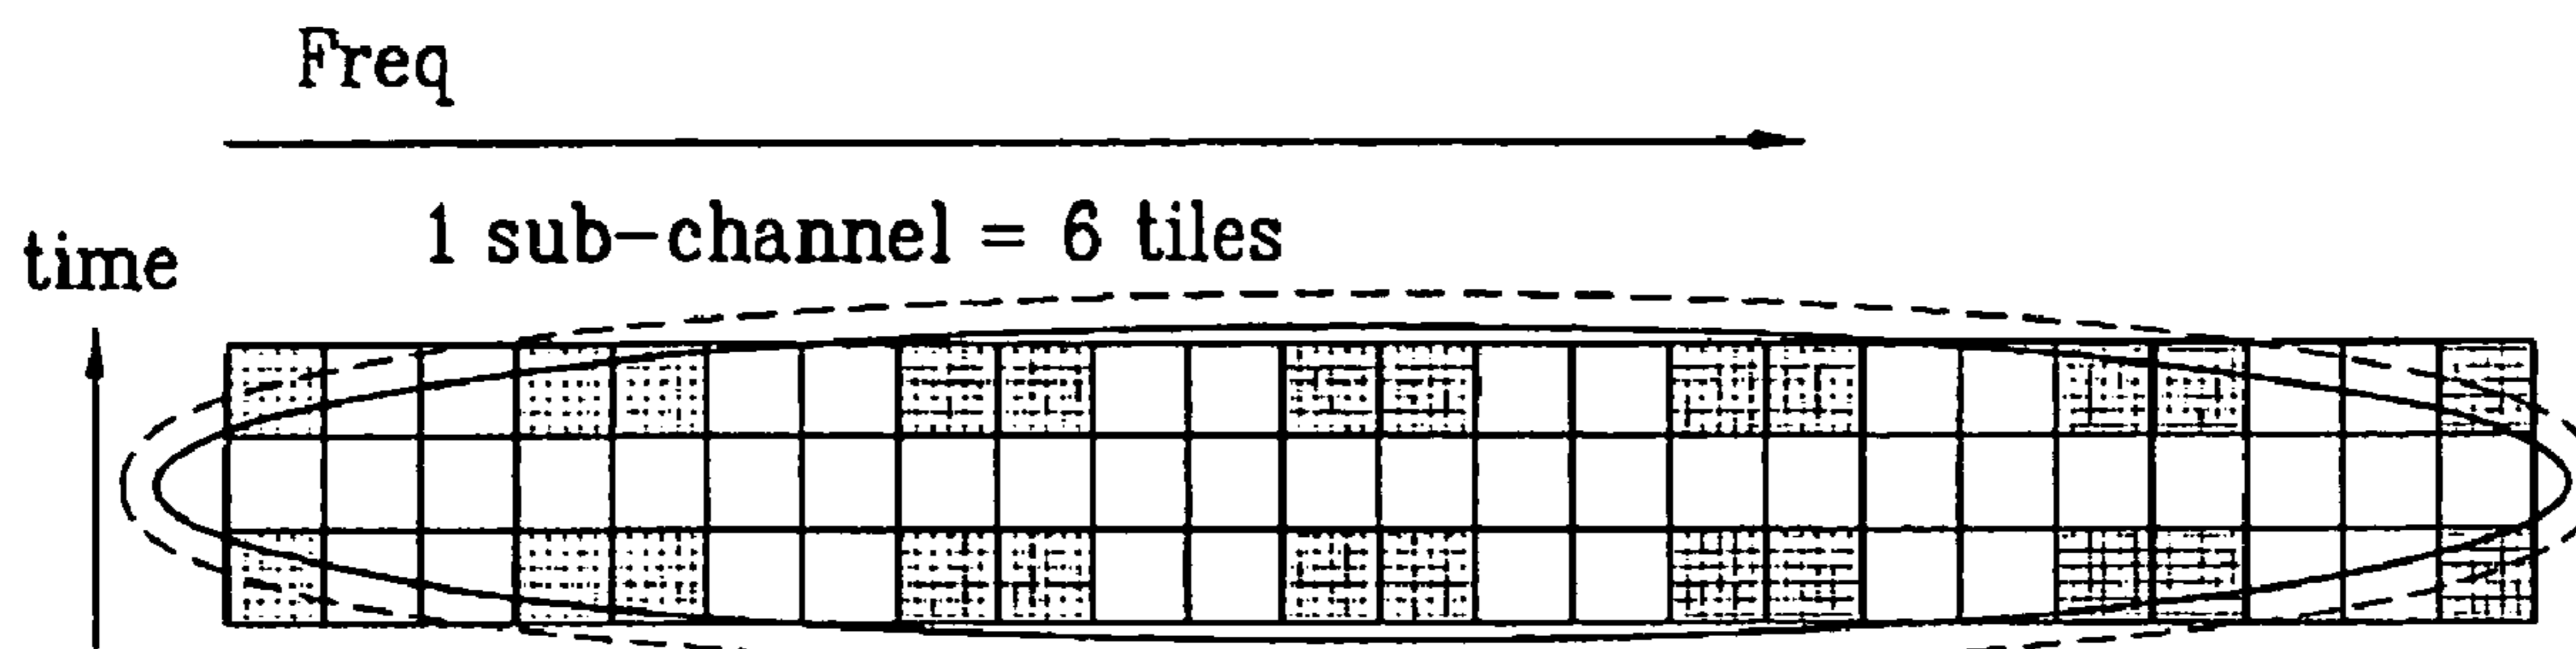 Freq
1 sub-channel = 6 tiles
time